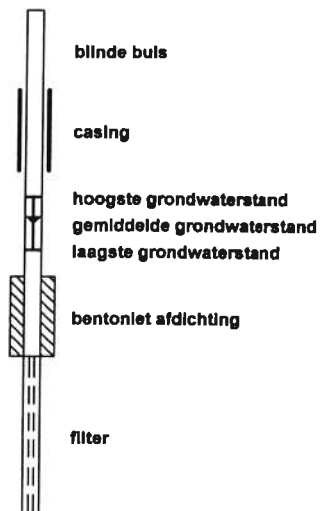 blinde buis
casing
hoogste grondwaterstand
gemiddelde grondwaterstand
laagste grondwaterstand
bentoniet afdichting
filter